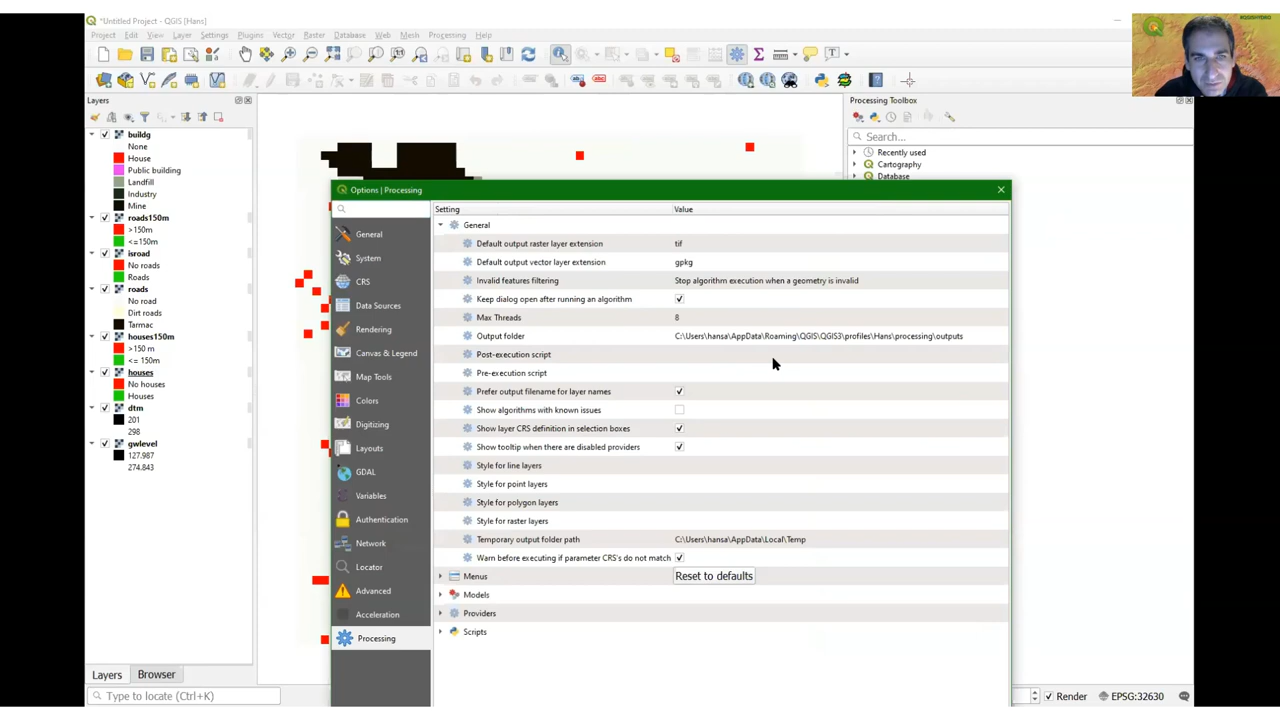 *Untitled Project - QGIS [Hans]
Project Edit View Layer Settings Plugins Vector Raster Database Web Mesh Processing Help
Layers
buildg
None
House
Public building
Landfill
Industry
Mine
roads150m
>150m
<=150m
isroad
No roads
Roads
roads
No road
Dirt roads
Tarmac
houses150m
>150 m
<= 150m
houses
No houses
Houses
dtm
201
298
gwlevel
127.987
274.843
Layers Browser
Type to locate (Ctrl+K)
Options | Processing
General
System
CRS
Data Sources
Rendering
Canvas & Legend
Map Tools
Colors
Digitizing
Layouts
GDAL
Variables
Authentication
Network
Locator
Advanced
Acceleration
Processing
Setting Value
General
Default output raster layer extension tif
Default output vector layer extension gpkg
Invalid features filtering Stop algorithm execution when a geometry is invalid
Keep dialog open after running an algorithm
Max Threads 8
Output folder C:\Users\hansa\AppData\Roaming\QGIS\QGIS3\profiles\Hans\processing\outputs
Post-execution script
Pre-execution script
Prefer output filename for layer names
Show algorithms with known issues
Show layer CRS definition in selection boxes
Show tooltip when there are disabled providers
Style for line layers
Style for point layers
Style for polygon layers
Style for raster layers
Temporary output folder path C:\Users\hansa\AppData\Local\Temp
Warn before executing if parameter CRS's do not match
Menus Reset to defaults
Models
Providers
Scripts
Processing Toolbox
Search...
Recently used
Cartography
Database
Render EPSG:32630